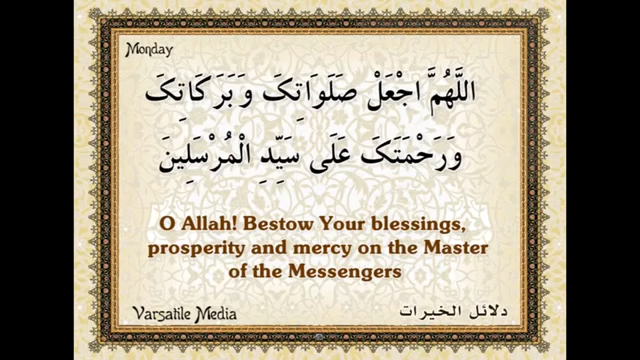 Monday
اللَّهُمَّ اجْعَلْ صَلَوَاتِکَ وَبَرَکَاتِکَ
وَرَحْمَتَکَ عَلَی سَیِّدِ الْمُرْسَلِینَ
O Allah! Bestow Your blessings,
prosperity and mercy on the Master
of the Messengers
Varsatile Media
دلائل الخيرات